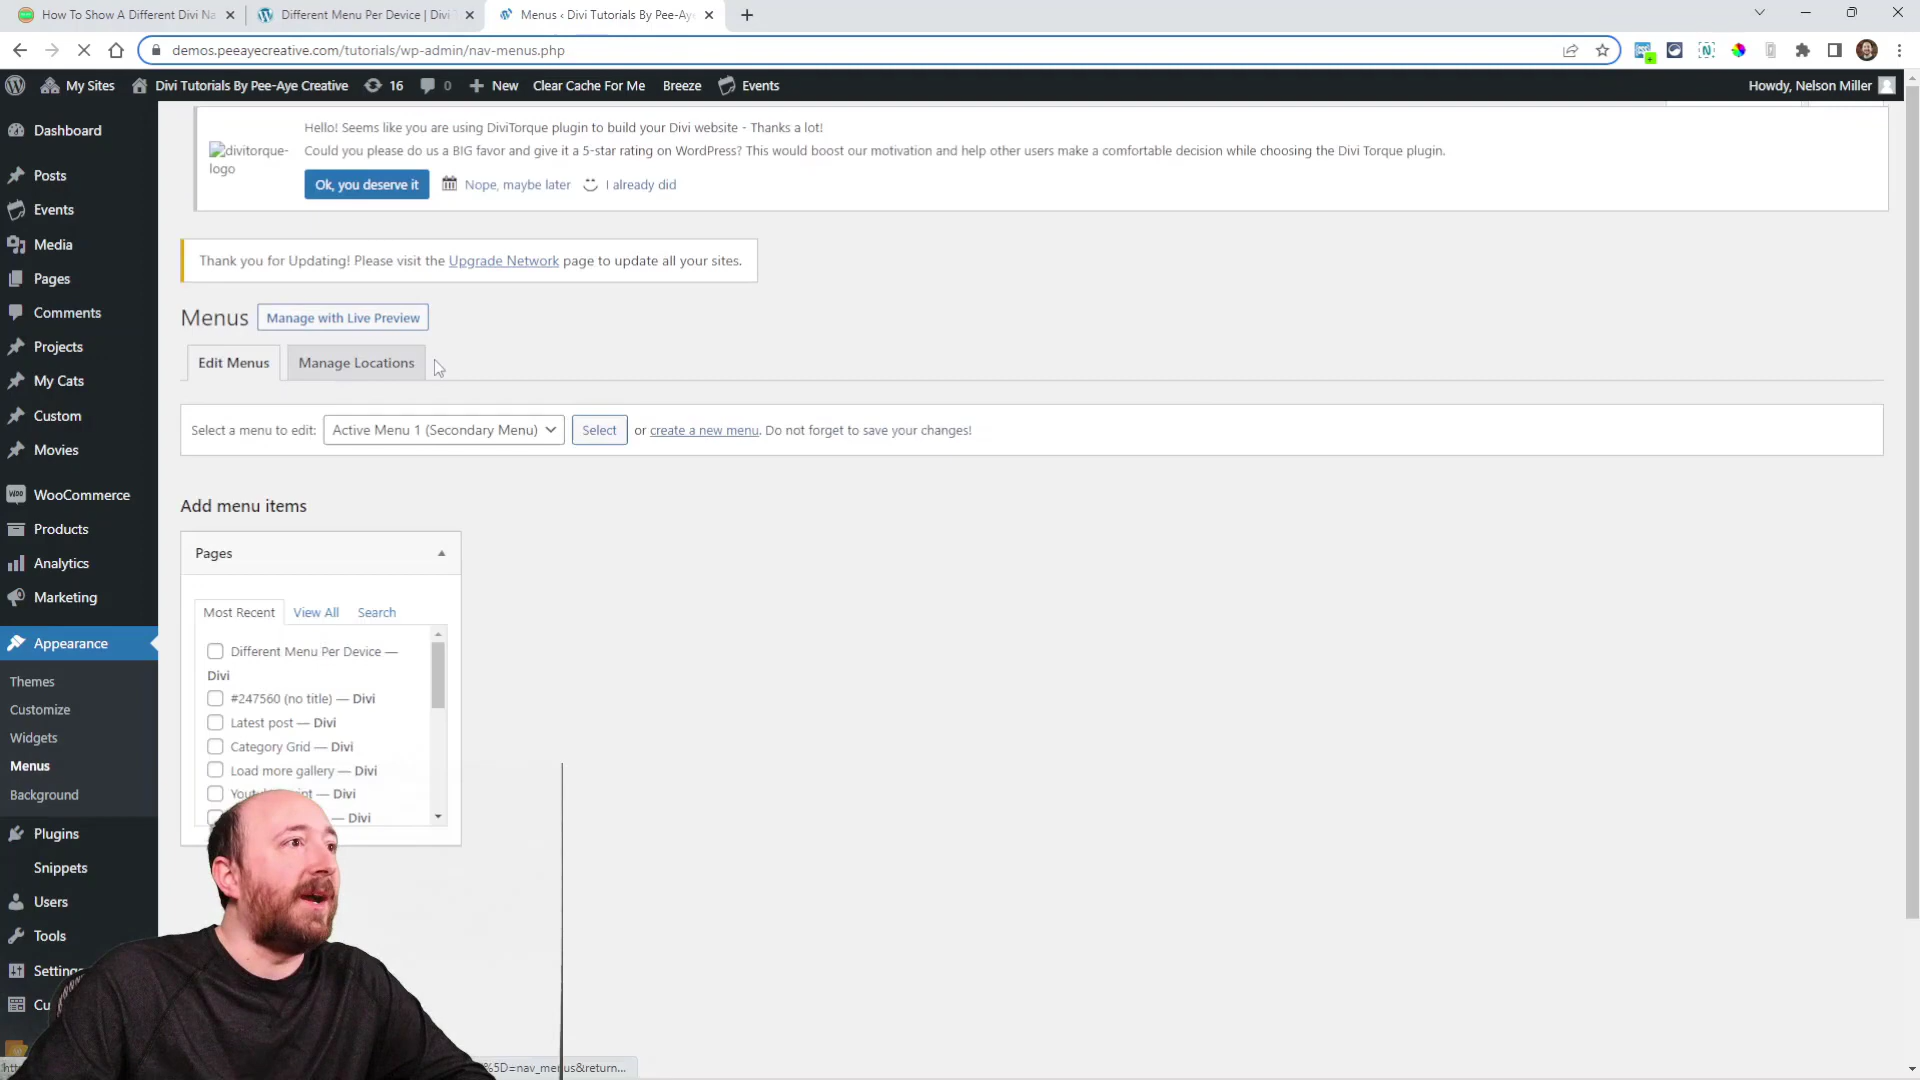 How To Show A Different Divi Na
Different Menu Per Device | Divi T
Menus ‹ Divi Tutorials By Pee-Aye
demos.peeayecreative.com/tutorials/wp-admin/nav-menus.php
My Sites
Divi Tutorials By Pee-Aye Creative
16
0
New
Clear Cache For Me
Breeze
Events
Howdy, Nelson Miller
Dashboard
Posts
Events
Media
Pages
Comments
Projects
My Cats
Custom
Movies
WooCommerce
Products
Analytics
Marketing
Appearance
Themes
Customize
Widgets
Menus
Background
Plugins
Snippets
Users
Tools
Setting
Cu
divitorque-
logo
Hello! Seems like you are using DiviTorque plugin to build your Divi website - Thanks a lot!
Could you please do us a BIG favor and give it a 5-star rating on WordPress? This would boost our motivation and help other users make a comfortable decision while choosing the Divi Torque plugin.
Ok, you deserve it
Nope, maybe later
I already did
Thank you for Updating! Please visit the Upgrade Network page to update all your sites.
Menus
Manage with Live Preview
Edit Menus
Manage Locations
Select a menu to edit: Active Menu 1 (Secondary Menu) Select or create a new menu. Do not forget to save your changes!
Add menu items
Pages
Most Recent
View All
Search
Different Menu Per Device —
Divi
#247560 (no title) — Divi
Latest post — Divi
Category Grid — Divi
Load more gallery — Divi
— Divi
— Divi
%5D=nav_menus&return...